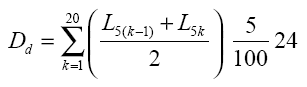 D_d = \sum_{k=1}^{20} \left( \frac{L_{5(k-1)} + L_{5k}}{2} \right) \frac{5}{100} 24